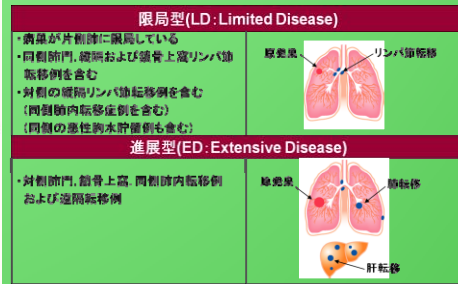 限局型(LD:Limited Disease)
・病巣が片側肺に限局している
・同側肺門、縦隔および鎖骨上窩リンパ節
転移例を含む
・対側の縦隔リンパ節転移例を含む
(同側肺内転移症例を含む)
(同側の悪性胸水貯留例も含む)
原発巣
リンパ節転移
進展型(ED:Extensive Disease)
・対側肺門、鎖骨上窩、同側肺内転移例
および遠隔転移例
原発巣
肺転移
肝転移